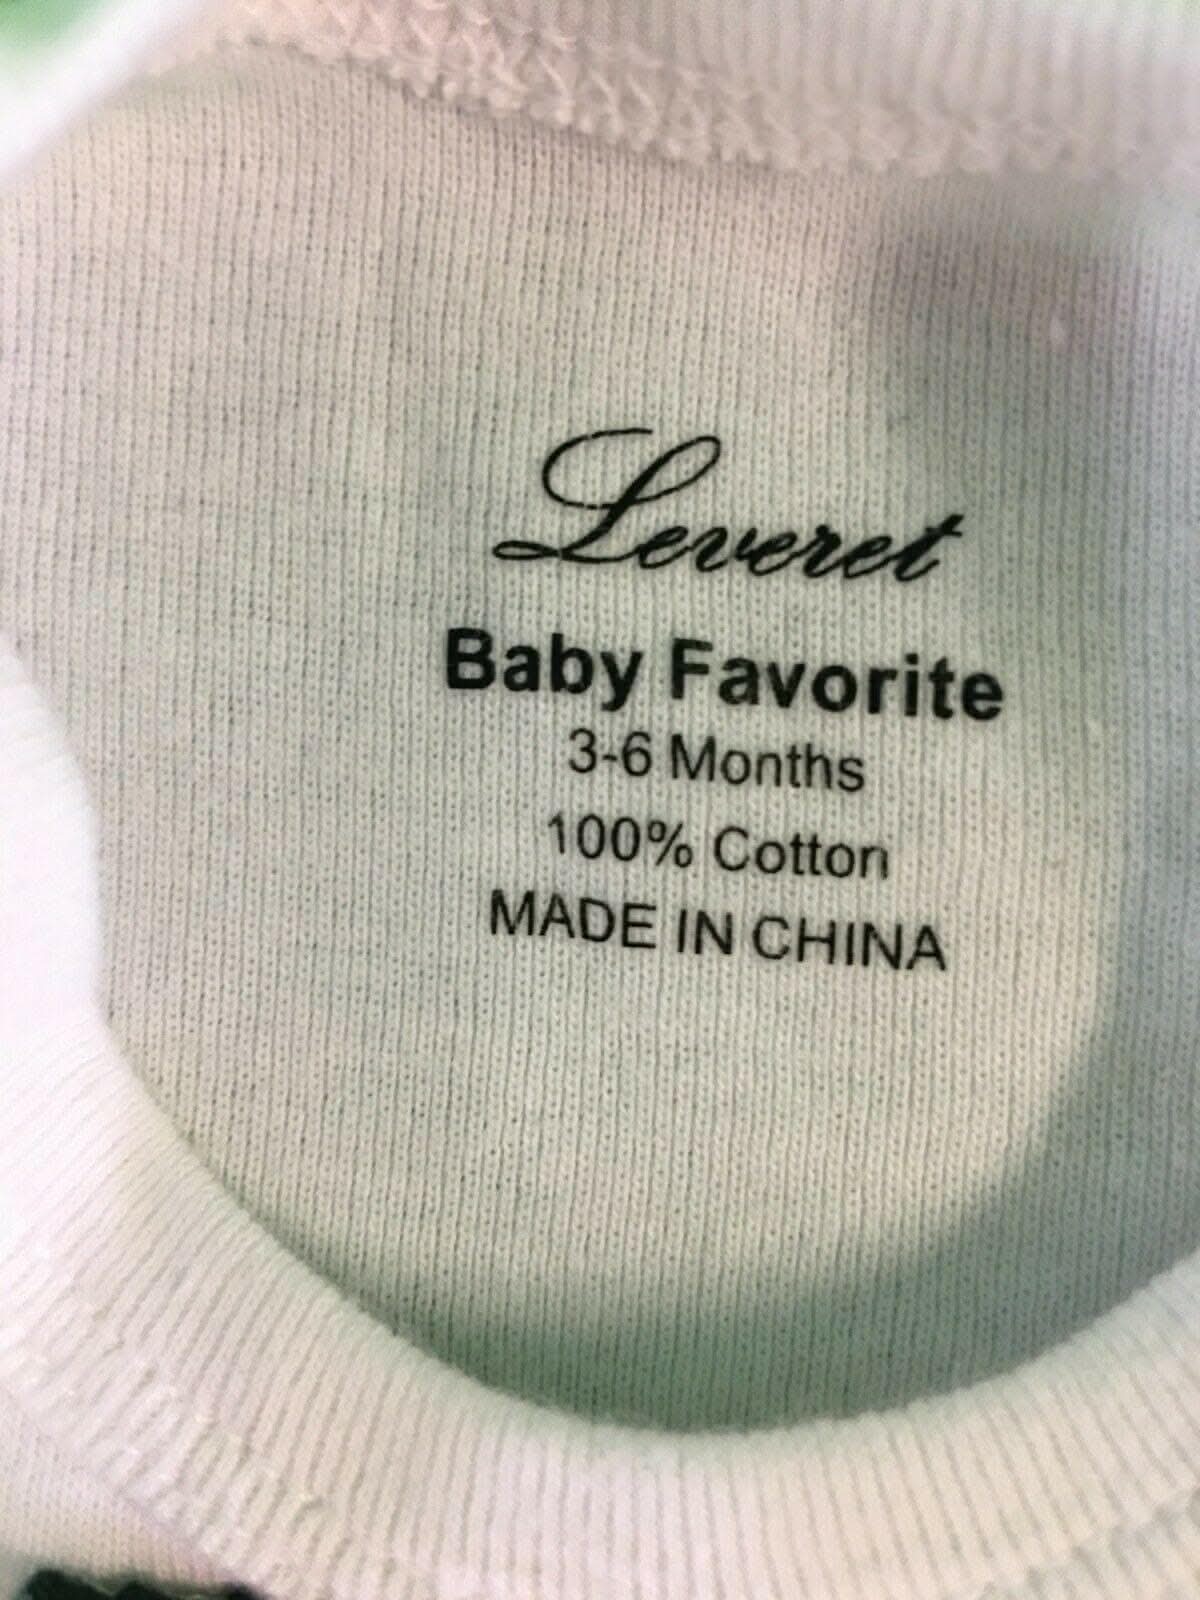 Leveret
Baby Favorite
3-6 Months
100% Cotton
MADE IN CHINA